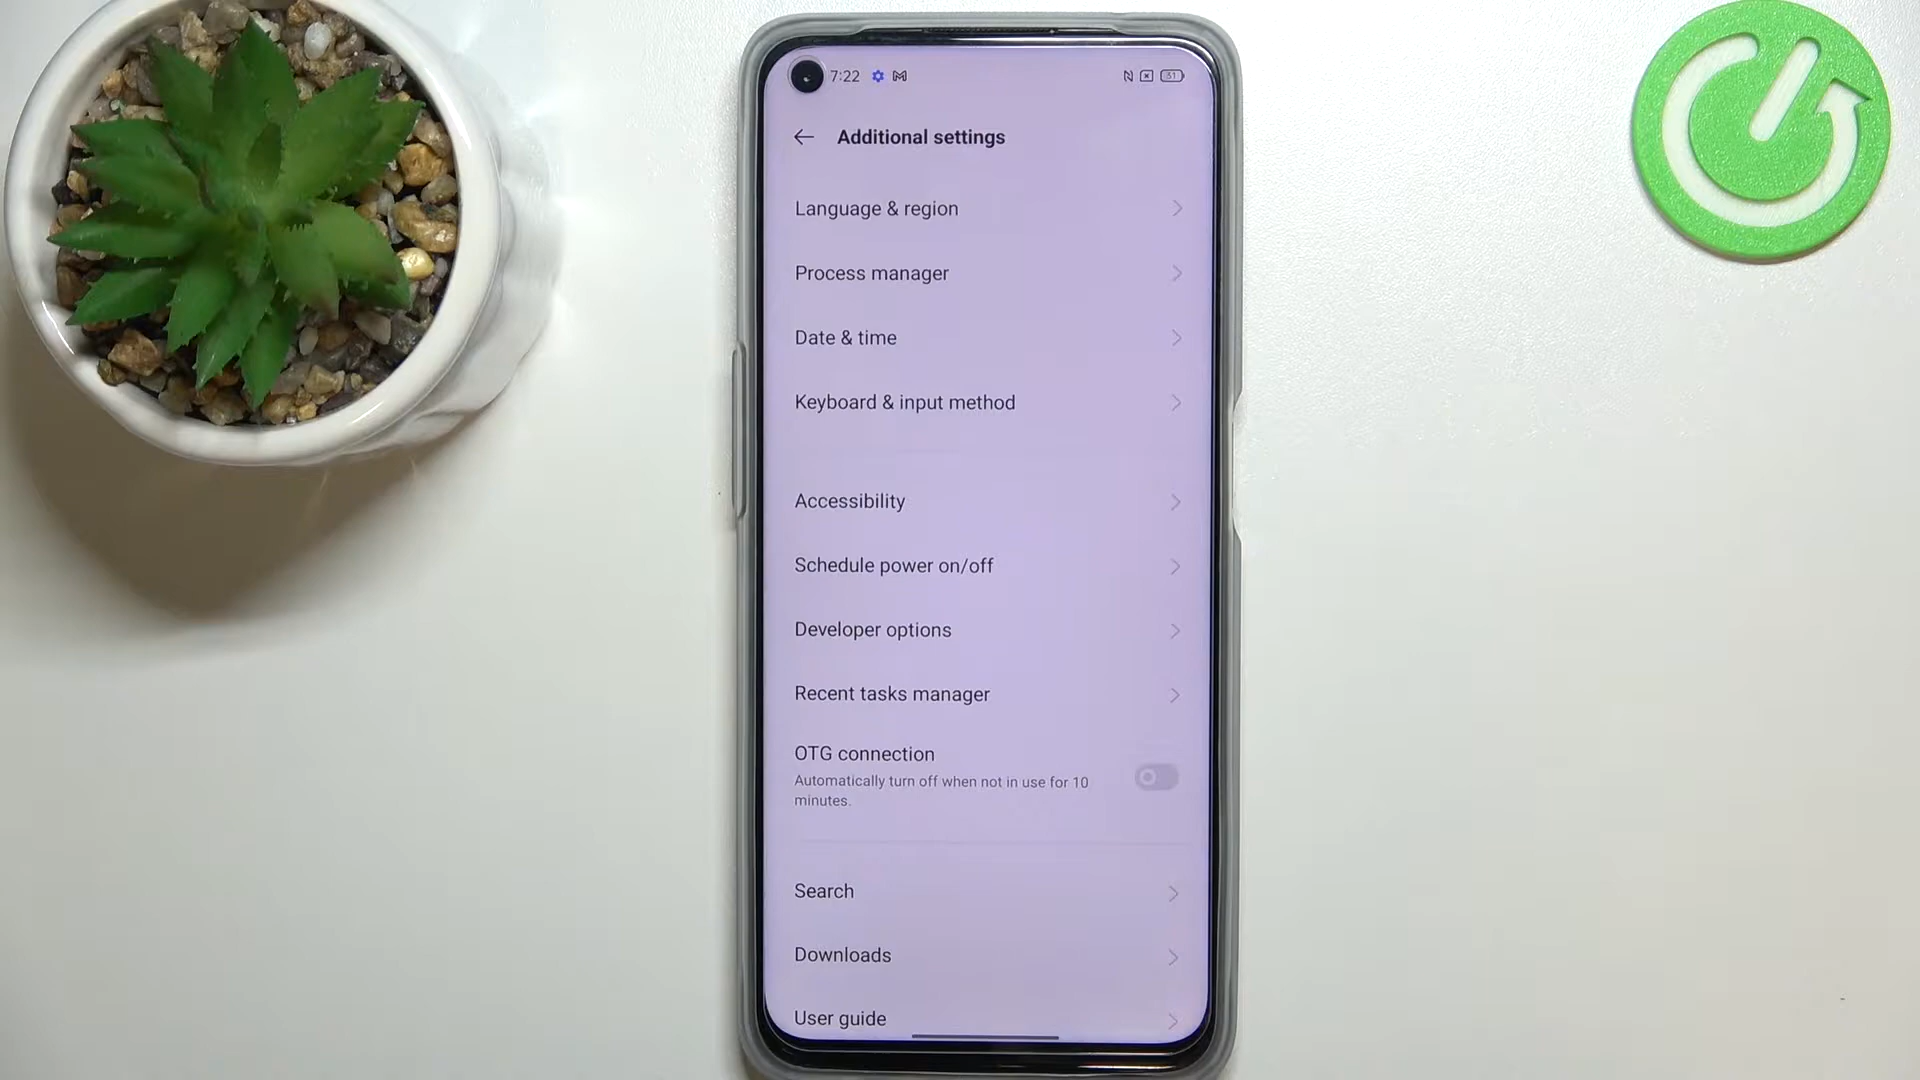 7:22
31
Additional settings
Language & region
Process manager
Date & time
Keyboard & input method
Accessibility
Schedule power on/off
Developer options
Recent tasks manager
OTG connection
Automatically turn off when not in use for 10
minutes.
Search
Downloads
User guide